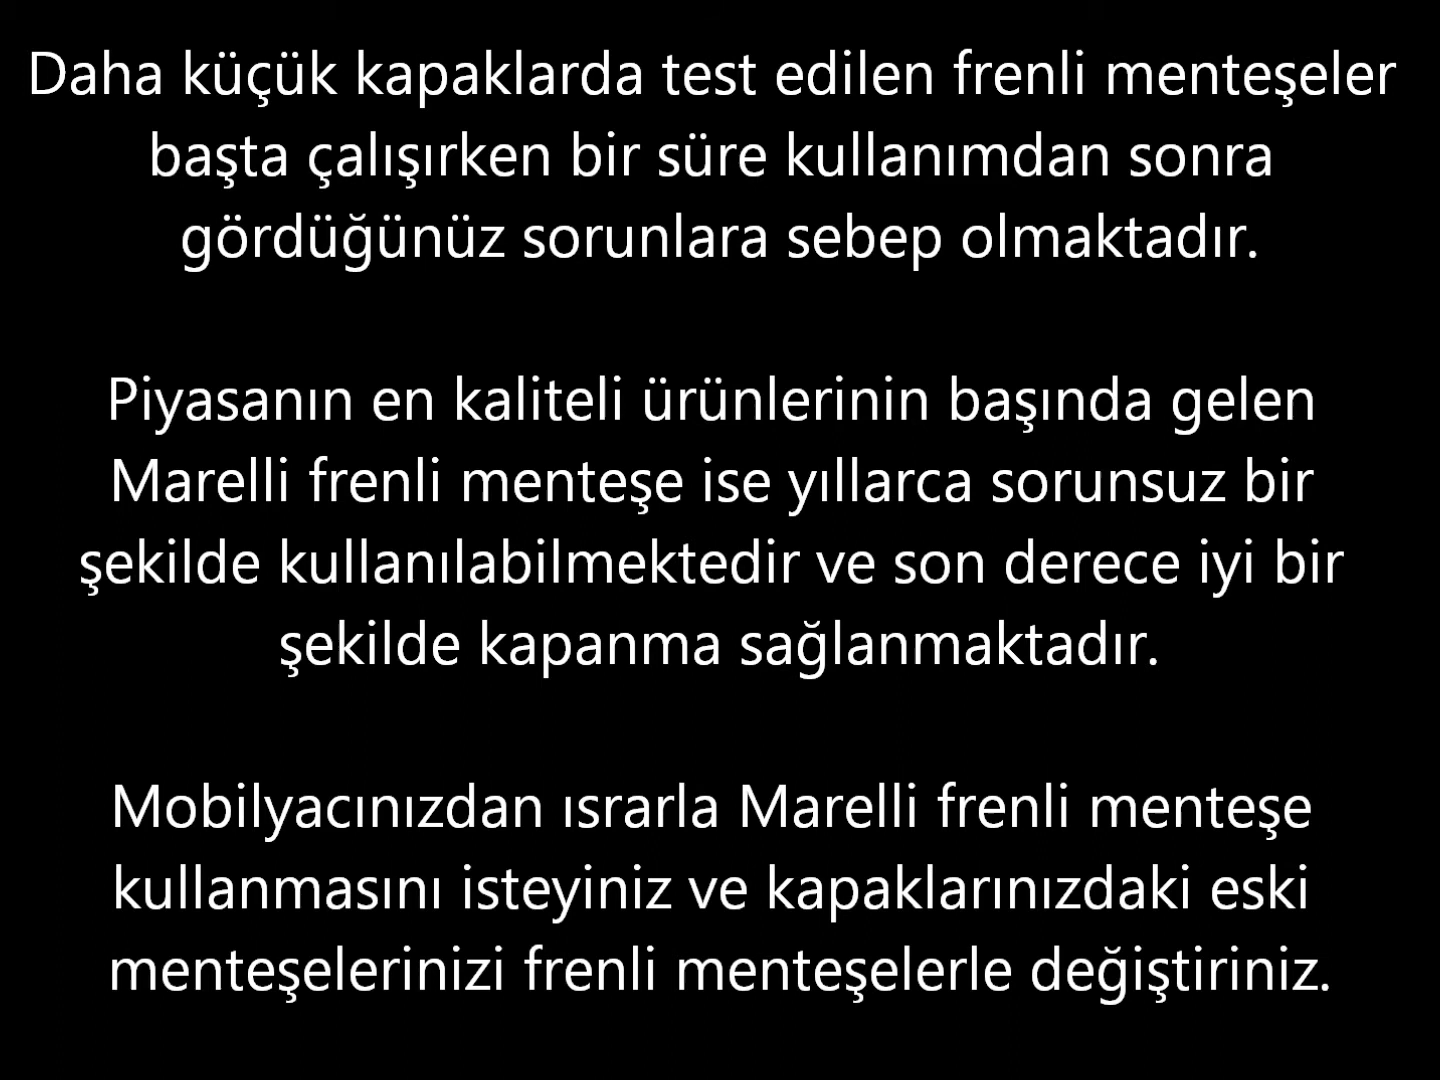 Daha küçük kapaklarda test edilen frenli menteşeler
başta çalışırken bir süre kullanımdan sonra
gördüğünüz sorunlara sebep olmaktadır.
Piyasanın en kaliteli ürünlerinin başında gelen
Marelli frenli menteşe ise yıllarca sorunsuz bir
şekilde kullanılabilmektedir ve son derece iyi bir
şekilde kapanma sağlanmaktadır.
Mobilyacınızdan ısrarla Marelli frenli menteşe
kullanmasını isteyiniz ve kapaklarınızdaki eski
menteşelerinizi frenli menteşelerle değiştiriniz.